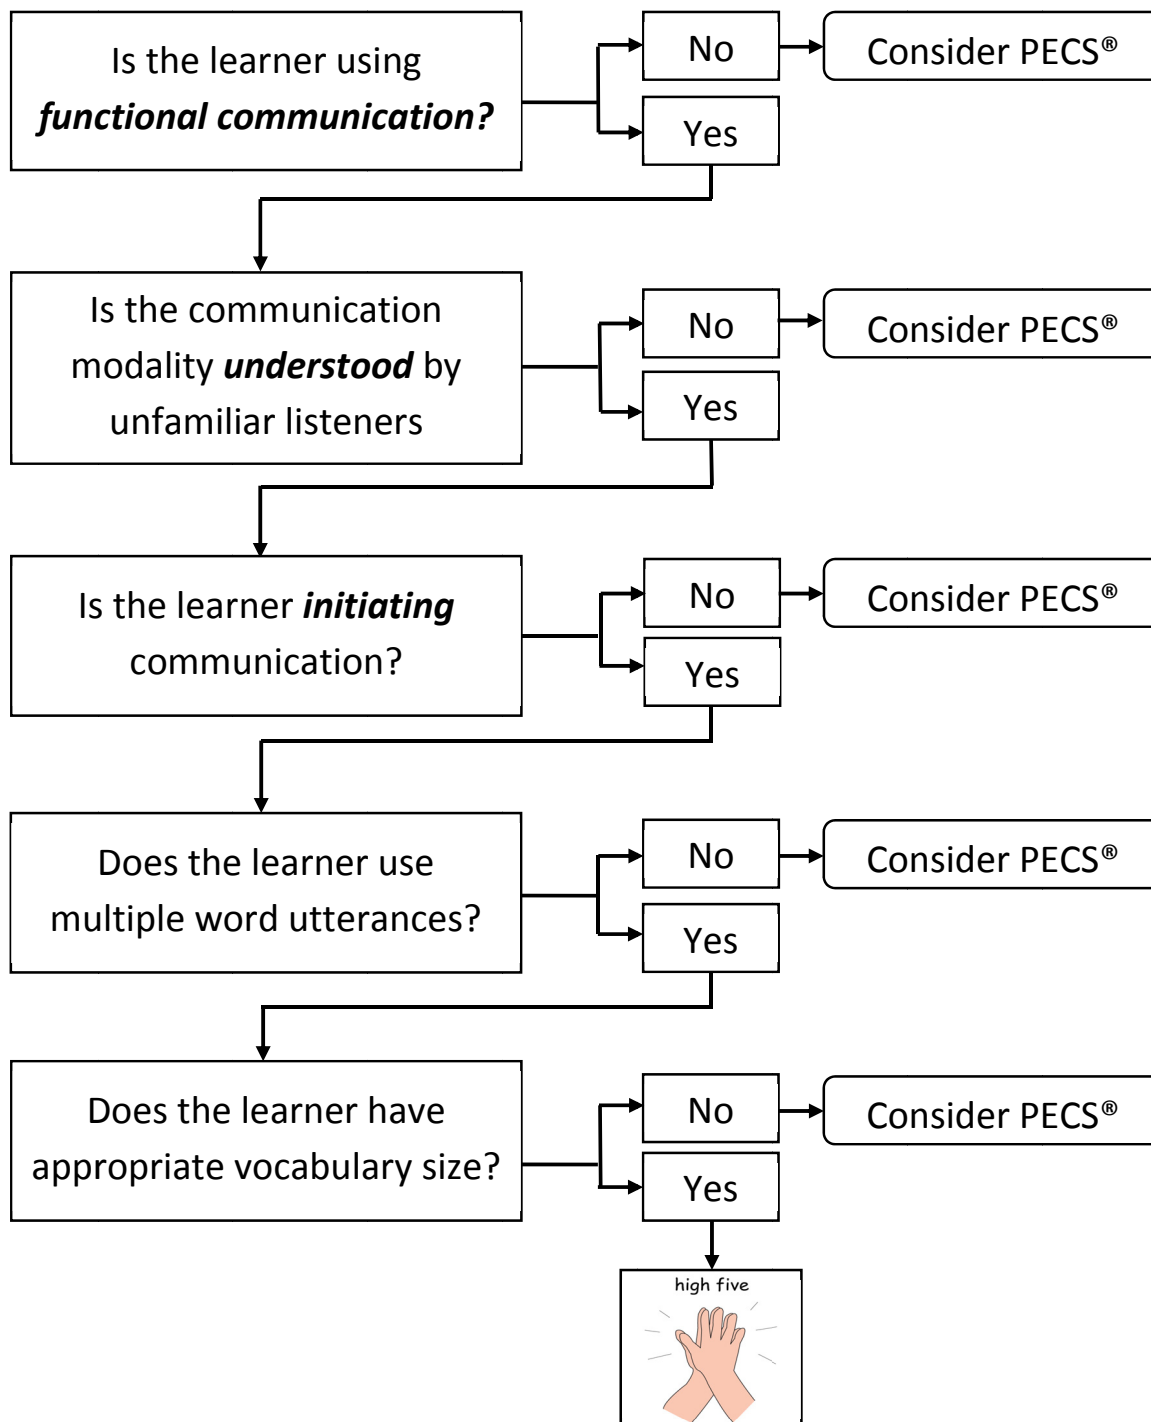 Is the learner using
functional communication?
No
Consider PECS®
Yes
Is the communication
modality understood by
unfamiliar listeners
No
Consider PECS®
Yes
Is the learner initiating
communication?
No
Consider PECS®
Yes
Does the learner use
multiple word utterances?
No
Consider PECS®
Yes
Does the learner have
appropriate vocabulary size?
No
Consider PECS®
Yes
high five